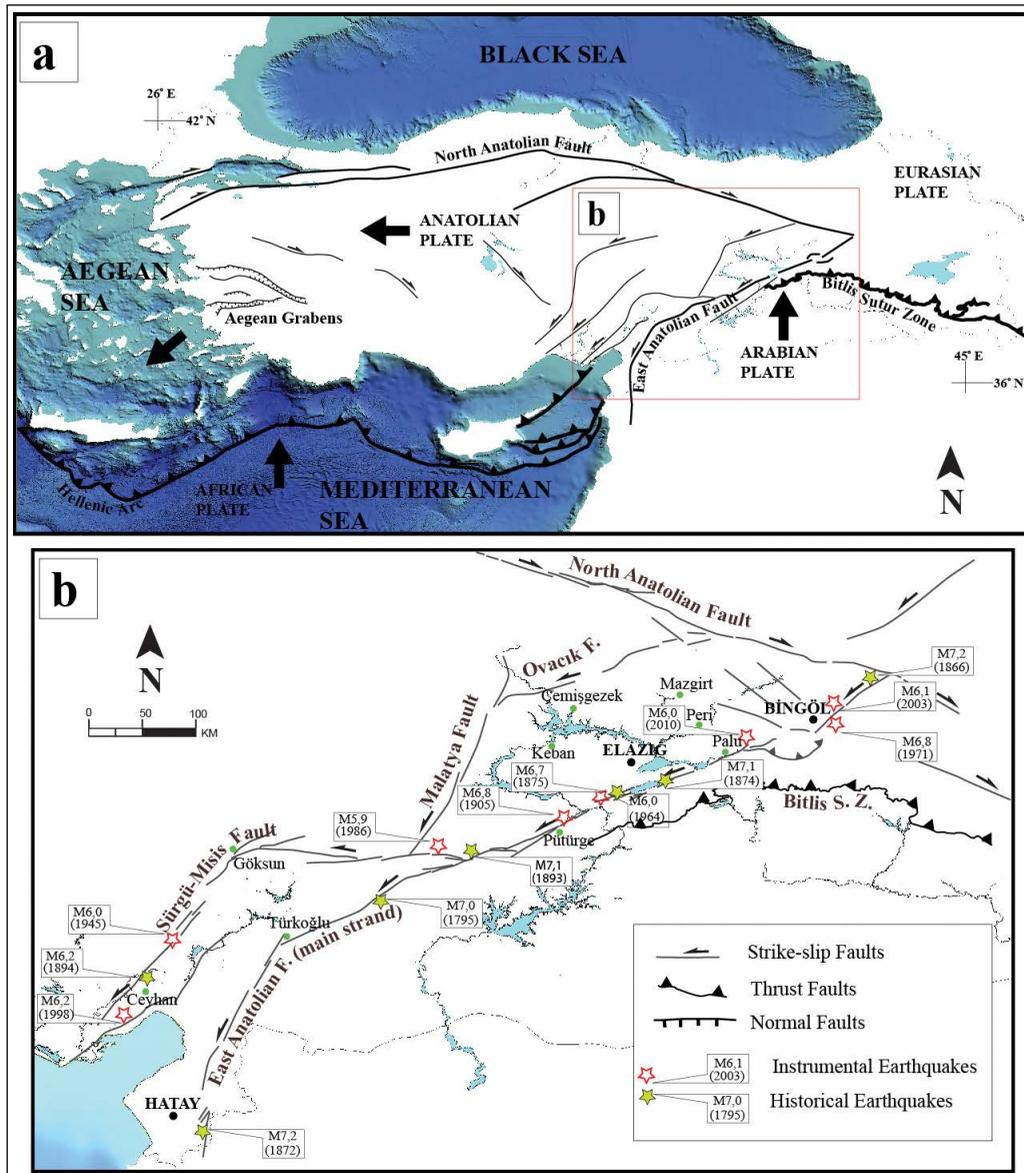 a
BLACK SEA
26° E
42° N
North Anatolian Fault
EURASIAN
PLATE
b
ANATOLIAN
PLATE
AEGEAN
SEA
Aegean Grabens
East Anatolian Fault
Bitlis Sutur Zone
ARABIAN
PLATE
45° E
36° N
Hellenic Arc
AFRICAN
PLATE
MEDITERRANEAN
SEA
N
b
N
0 50 100
KM
North Anatolian Fault
Ovacık F.
Malatya Fault
Çemişgezek
Mazgirt
M7,2
(1866)
M6,1
(2003)
BİNGÖL
M6,0
(2010)
Peri
M6,8
(1971)
Keban
ELAZIĞ
Palu
M6,7
(1875)
M7,1
(1874)
M6,8
(1905)
M6,0
(1964)
Bitlis S. Z.
M5,9
(1986)
Pütürge
Sürgü-Misis Fault
Göksun
M7,1
(1893)
M7,0
(1795)
M6,0
(1945)
Türkoğlu
East Anatolian F. (main strand)
M6,2
(1894)
Ceyhan
M6,2
(1998)
HATAY
M7,2
(1872)
Strike-slip Faults
Thrust Faults
Normal Faults
M6,1
(2003)
Instrumental Earthquakes
M7,0
(1795)
Historical Earthquakes